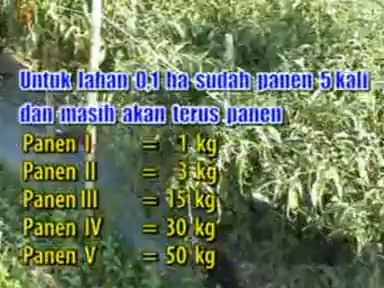 Untuk lahan 0,1 ha sudah panen 5 kali
dan masih akan terus panen
Panen I = 1 kg
Panen II = 3 kg
Panen III = 15 kg
Panen IV = 30 kg
Panen V = 50 kg